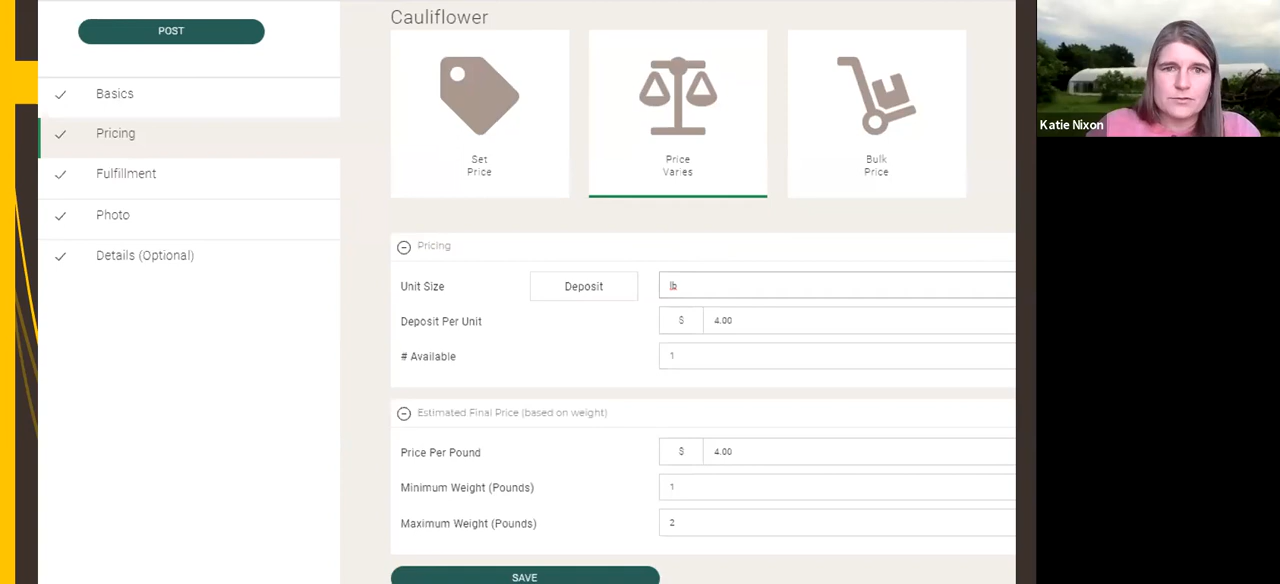 Cauliflower
POST
Basics
Pricing
Fulfillment
Photo
Details (Optional)
Set
Price
Price
Varies
Bulk
Price
Pricing
Unit Size Deposit lb
Deposit Per Unit $ 4.00
# Available 1
Estimated Final Price (based on weight)
Price Per Pound $ 4.00
Minimum Weight (Pounds) 1
Maximum Weight (Pounds) 2
SAVE
Katie Nixon